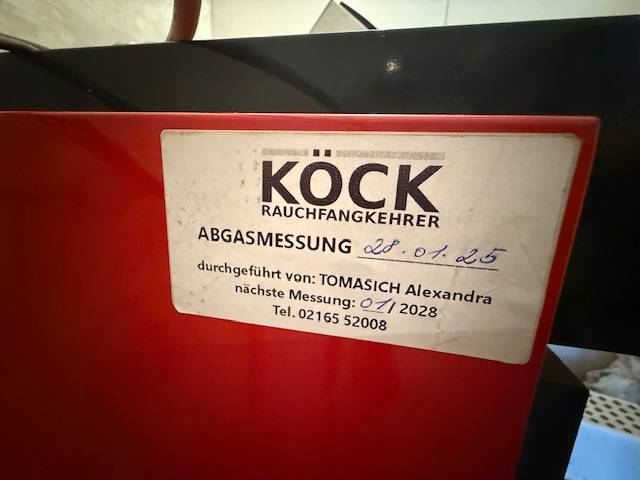 KÖCK
RAUCHFANGKEHRER
ABGASMESSUNG 28.01.25
durchgeführt von: TOMASICH Alexandra
nächste Messung: 01/2028
Tel. 02165 52008